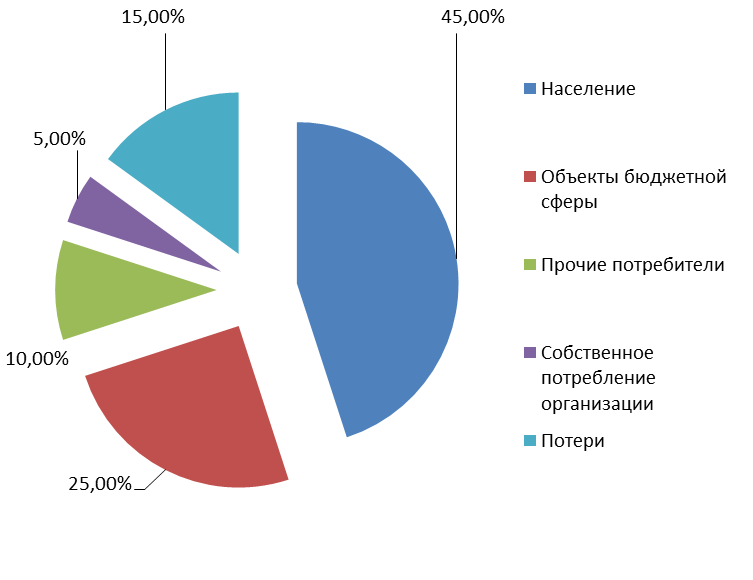 15,00%
45,00%
5,00%
10,00%
25,00%
Население
Объекты бюджетной
сферы
Прочие потребители
Собственное
потребление
организации
Потери